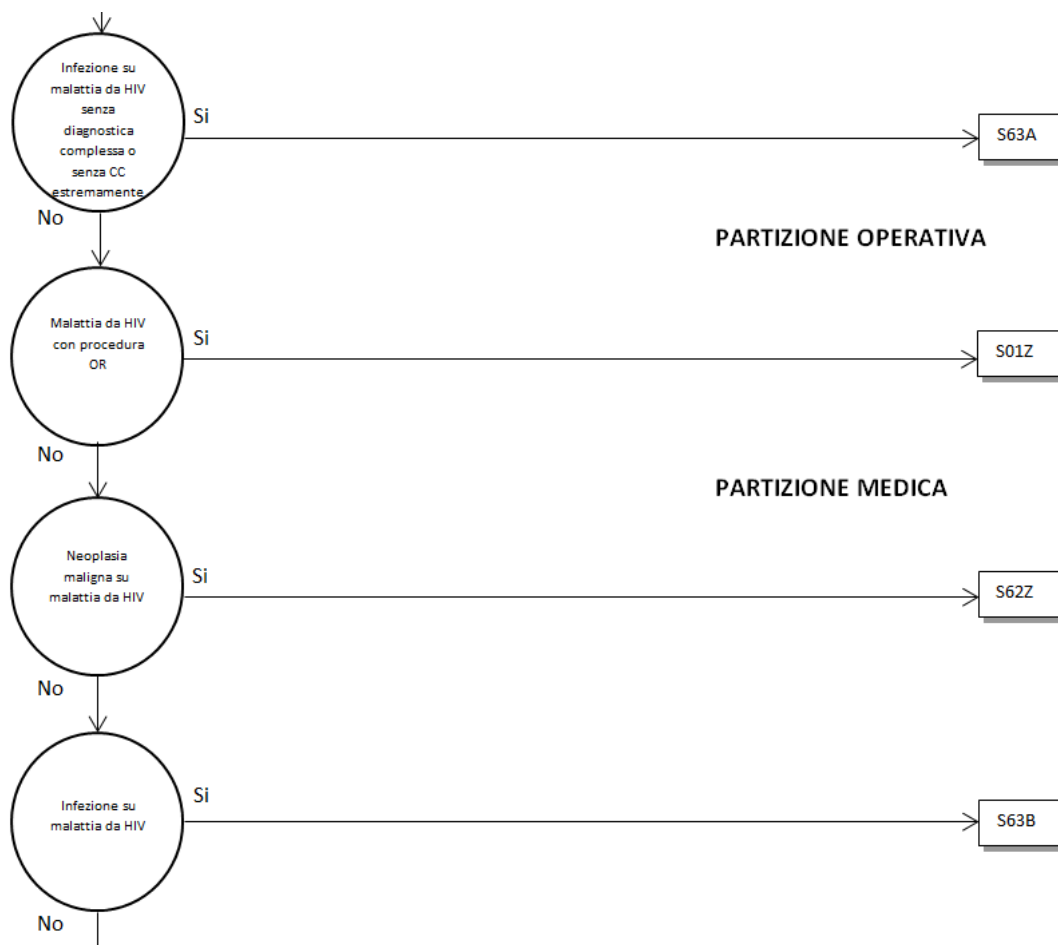 Infezione su
malattia da HIV
senza
diagnostica
complessa o
senza CC
estremamente
Si
S63A
No
PARTIZIONE OPERATIVA
Malattia da HIV
con procedura
OR
Si
S01Z
No
PARTIZIONE MEDICA
Neoplasia
maligna su
malattia da HIV
Si
S62Z
No
Infezione su
malattia da HIV
Si
S63B
No